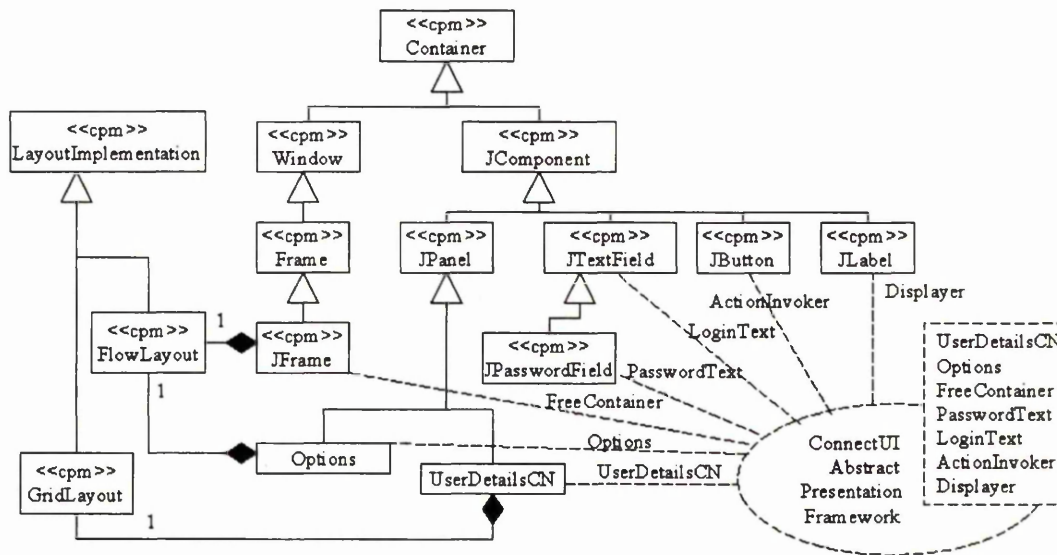 <<cpm>>
Container
<<cpm>>
LayoutImplementation
<<cpm>>
Window
<<cpm>>
JComponent
<<cpm>>
Frame
<<cpm>>
JPanel
<<cpm>>
JTextField
<<cpm>>
JButton
<<cpm>>
JLabel
ActionInvoker
Displayer
LoginText
1
<<cpm>>
FlowLayout
<<cpm>>
JFrame
<<cpm>>
JPasswordField
PasswordText
FreeContainer
1
Options
Options
<<cpm>>
GridLayout
UserDetailsCN
UserDetailsCN
1
ConnectUI
Abstract
Presentation
Framework
UserDetailsCN
Options
FreeContainer
PasswordText
LoginText
ActionInvoker
Displayer